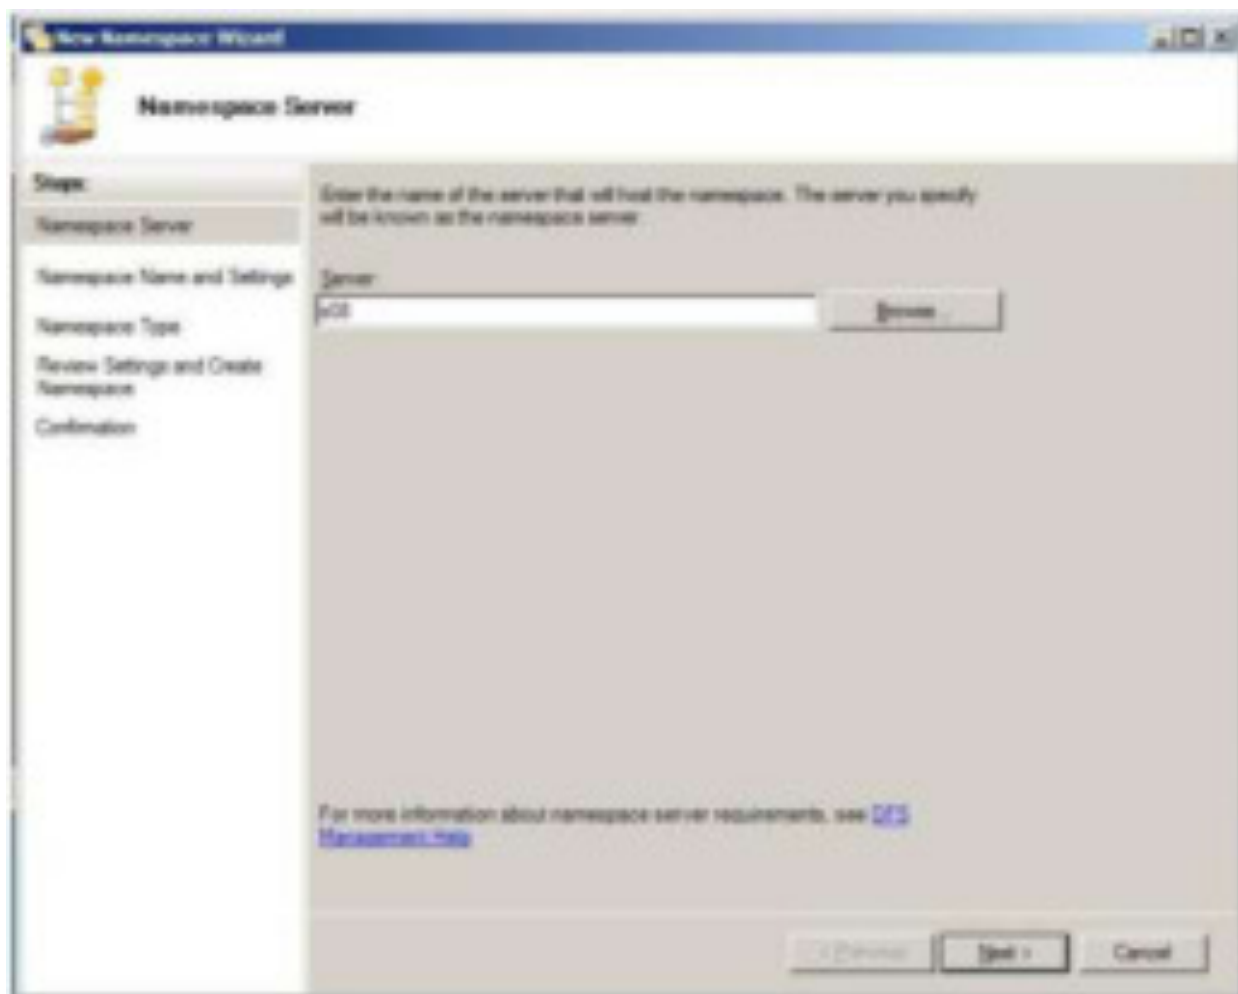 New Namespace Wizard
Namespace Server
Steps:
Namespace Server
Namespace Name and Settings
Namespace Type
Review Settings and Create
Namespace
Confirmation
Enter the name of the server that will host the namespace. The server you specify
will be known as the namespace server.
Server:
Browse...
For more information about namespace server requirements, see DFS
Management Help
< Previous
Next >
Cancel